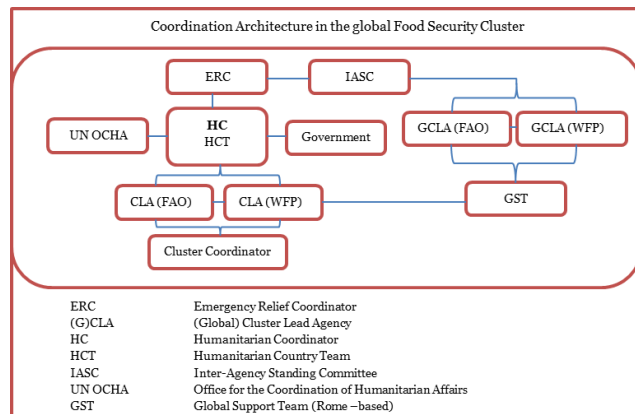 Coordination Architecture in the global Food Security Cluster
ERC
IASC
UN OCHA
HC
HCT
Government
GCLA (FAO)
GCLA (WFP)
CLA (FAO)
CLA (WFP)
GST
Cluster Coordinator
ERC Emergency Relief Coordinator
(G)CLA (Global) Cluster Lead Agency
HC Humanitarian Coordinator
HCT Humanitarian Country Team
IASC Inter-Agency Standing Committee
UN OCHA Office for the Coordination of Humanitarian Affairs
GST Global Support Team (Rome –based)